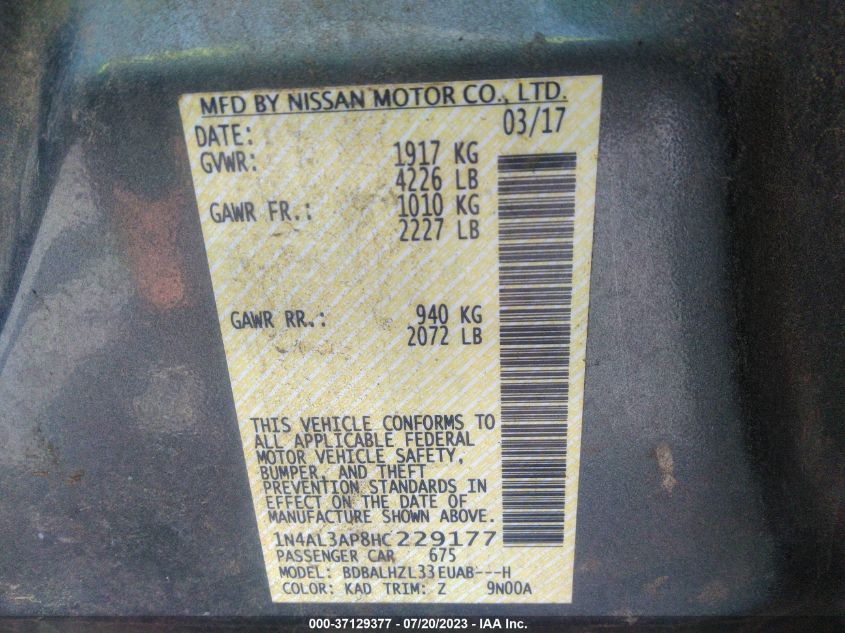 MFD BY NISSAN MOTOR CO., LTD.
DATE: 03/17
GVWR: 1917 KG
4226 LB
GAWR FR.: 1010 KG
2227 LB
GAWR RR.: 940 KG
2072 LB
THIS VEHICLE CONFORMS TO
ALL APPLICABLE FEDERAL
MOTOR VEHICLE SAFETY,
BUMPER, AND THEFT
PREVENTION STANDARDS IN
EFFECT ON THE DATE OF
MANUFACTURE SHOWN ABOVE.
1N4AL3AP8HC229177
PASSENGER CAR 675
MODEL: BDBALHZL33EUAB---H
COLOR: KAD TRIM: Z 9N00A
000-37129377 - 07/20/2023 - IAA Inc.